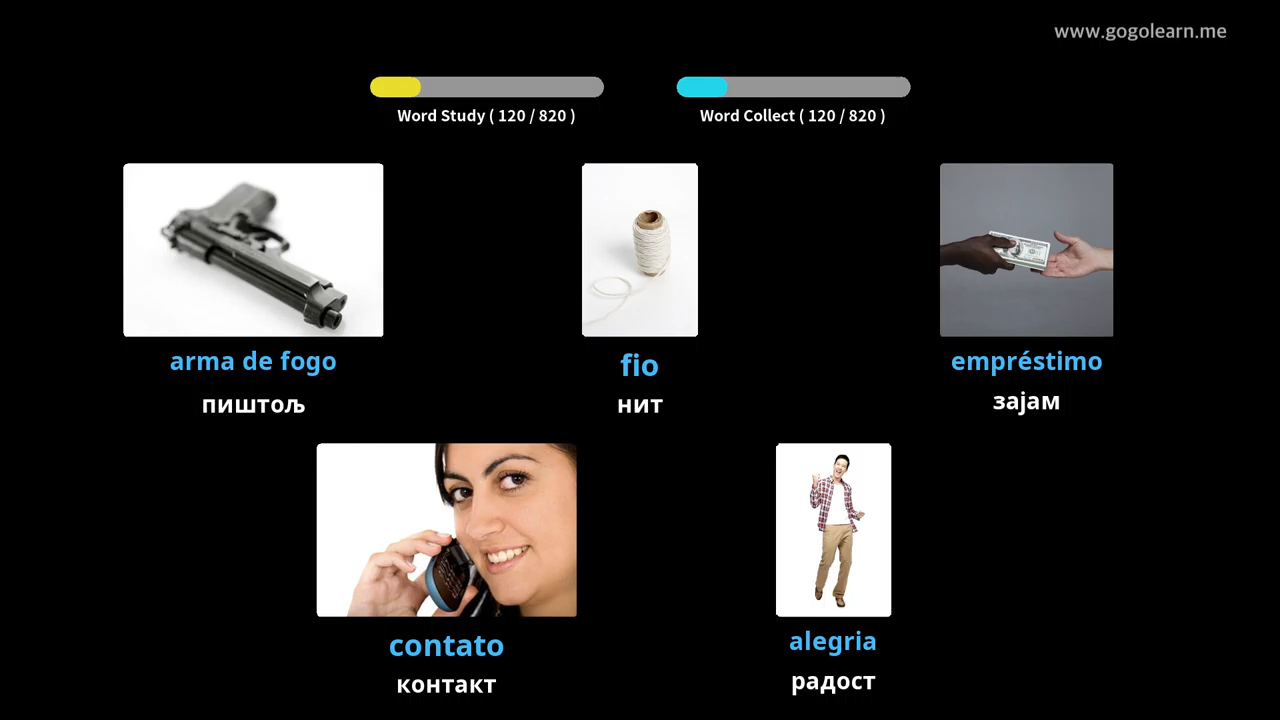 www.gogolearn.me
Word Study ( 120 / 820 )
Word Collect ( 120 / 820 )
arma de fogo
пиштољ
fio
нит
empréstimo
зајам
contato
контакт
alegria
радост